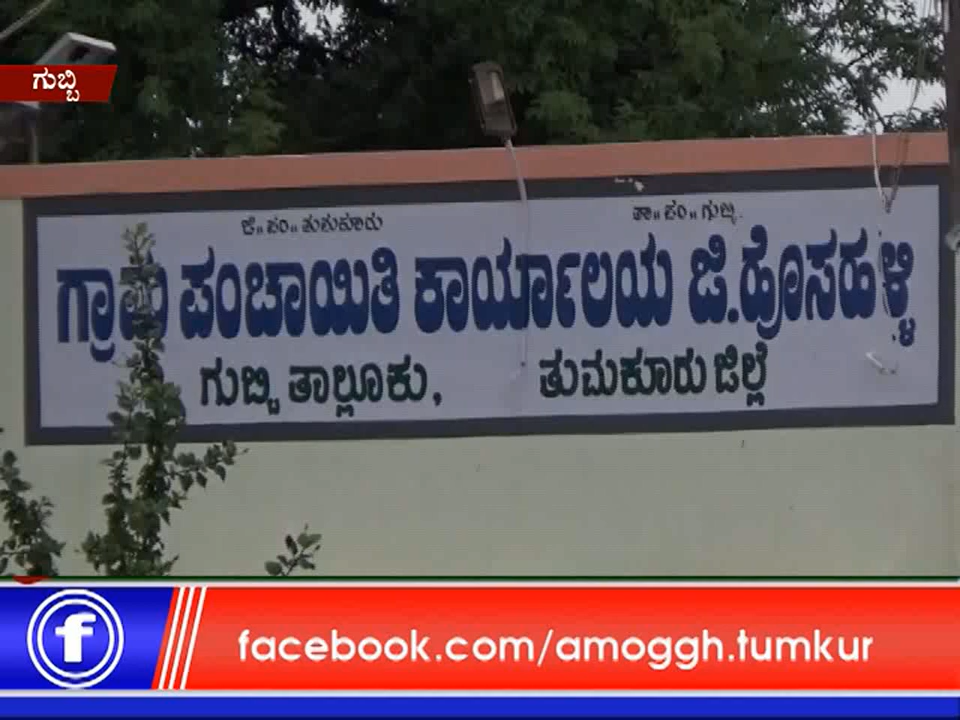 ಗುಬ್ಬಿ
ಜಿ॥ ಪಂ॥ ತುಮಕೂರು
ತಾ॥ ಪಂ॥ ಗುಬ್ಬಿ.
ಗ್ರಾಮ ಪಂಚಾಯಿತಿ ಕಾರ್ಯಾಲಯ ಜಿ.ಹೊಸಹಳ್ಳಿ
ಗುಬ್ಬಿ ತಾಲ್ಲೂಕು, ತುಮಕೂರು ಜಿಲ್ಲೆ
facebook.com/amoggh.tumkur